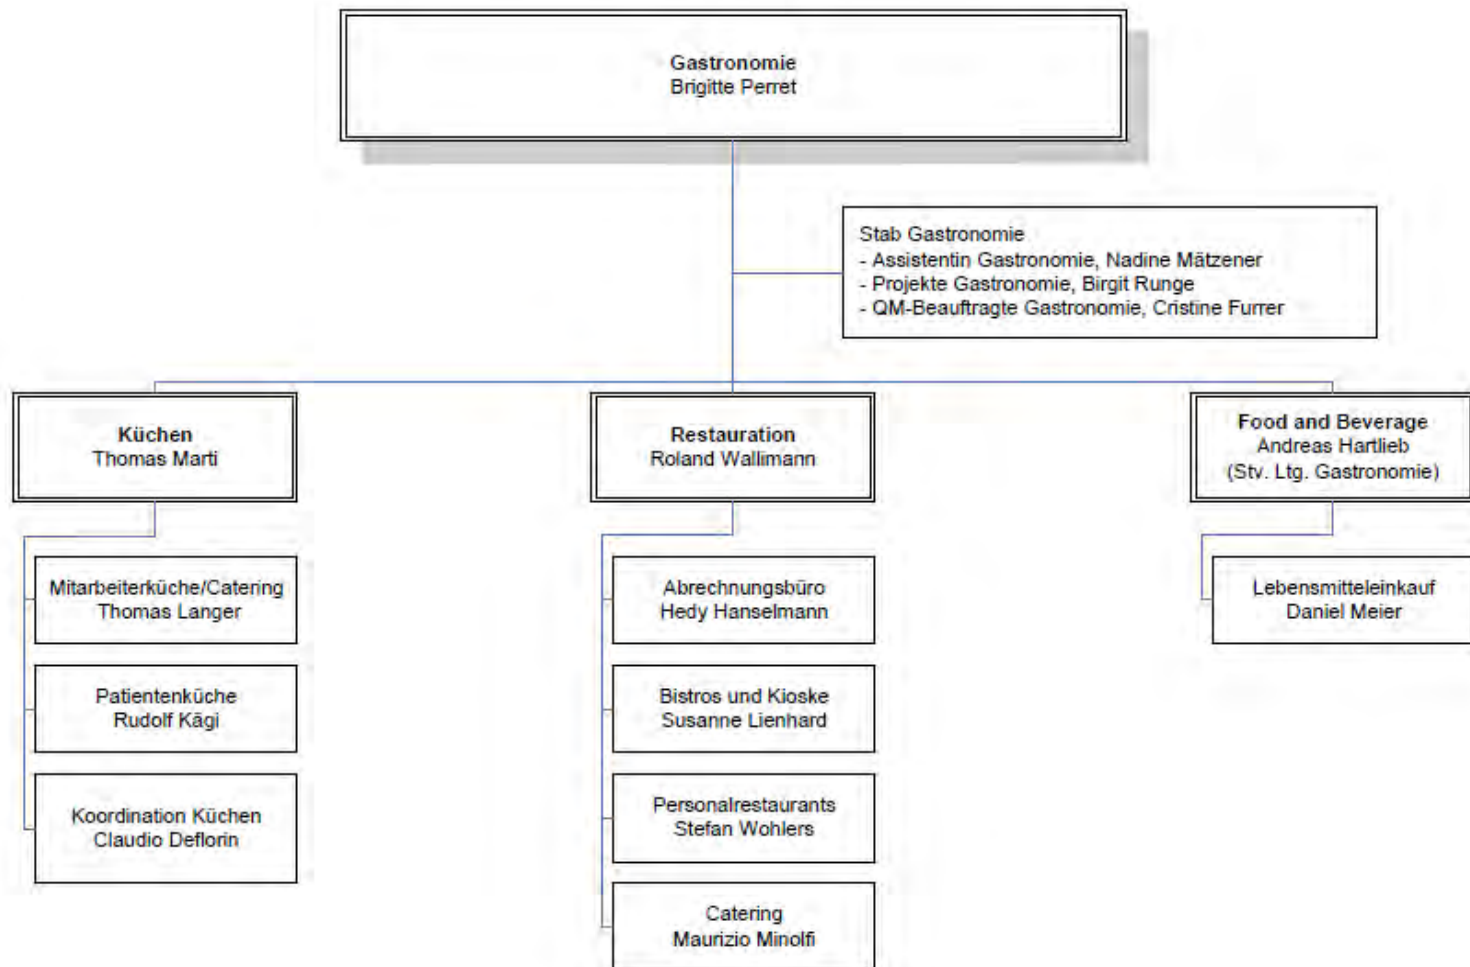 Gastronomie
Brigitte Perret
Stab Gastronomie
- Assistentin Gastronomie, Nadine Mätzener
- Projekte Gastronomie, Birgit Runge
- QM-Beauftragte Gastronomie, Cristine Furrer
Küchen
Thomas Marti
Restauration
Roland Wallimann
Food and Beverage
Andreas Hartlieb
(Stv. Ltg. Gastronomie)
Mitarbeiterküche/Catering
Thomas Langer
Abrechnungsbüro
Hedy Hanselmann
Lebensmitteleinkauf
Daniel Meier
Patientenküche
Rudolf Kägi
Bistros und Kioske
Susanne Lienhard
Koordination Küchen
Claudio Deflorin
Personalrestaurants
Stefan Wohlers
Catering
Maurizio Minolfi